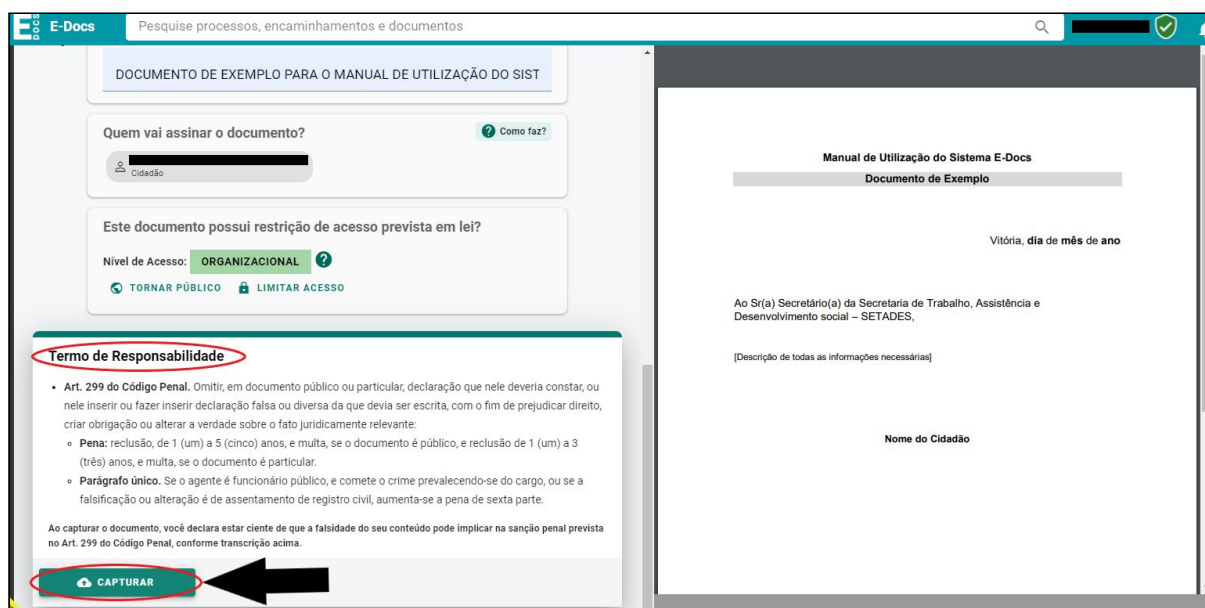 E DOCS E-Docs Pesquise processos, encaminhamentos e documentos
DOCUMENTO DE EXEMPLO PARA O MANUAL DE UTILIZAÇÃO DO SIST
Quem vai assinar o documento? ? Como faz?
Cidadão
Este documento possui restrição de acesso prevista em lei?
Nível de Acesso: ORGANIZACIONAL ?
TORNAR PÚBLICO LIMITAR ACESSO
Termo de Responsabilidade
• Art. 299 do Código Penal. Omitir, em documento público ou particular, declaração que nele deveria constar, ou
nele inserir ou fazer inserir declaração falsa ou diversa da que devia ser escrita, com o fim de prejudicar direito,
criar obrigação ou alterar a verdade sobre o fato juridicamente relevante:
Pena: reclusão, de 1 (um) a 5 (cinco) anos, e multa, se o documento é público, e reclusão de 1 (um) a 3
(três) anos, e multa, se o documento é particular.
Parágrafo único. Se o agente é funcionário público, e comete o crime prevalecendo-se do cargo, ou se a
falsificação ou alteração é de assentamento de registro civil, aumenta-se a pena de sexta parte.
Ao capturar o documento, você declara estar ciente de que a falsidade do seu conteúdo pode implicar na sanção penal prevista
no Art. 299 do Código Penal, conforme transcrição acima.
CAPTURAR
Manual de Utilização do Sistema E-Docs
Documento de Exemplo
Vitória, dia de mês de ano
Ao Sr(a) Secretário(a) da Secretaria de Trabalho, Assistência e
Desenvolvimento social – SETADES,
[Descrição de todas as informações necessárias]
Nome do Cidadão